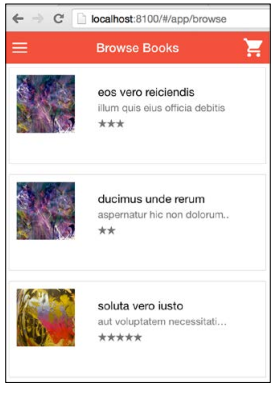 localhost:8100/#/app/browse
Browse Books
eos vero reiciendis
illum quis eius officia debitis
★★★
ducimus unde rerum
aspernatur hic non dolorum..
★★
soluta vero iusto
aut voluptatem necessitati...
★★★★★